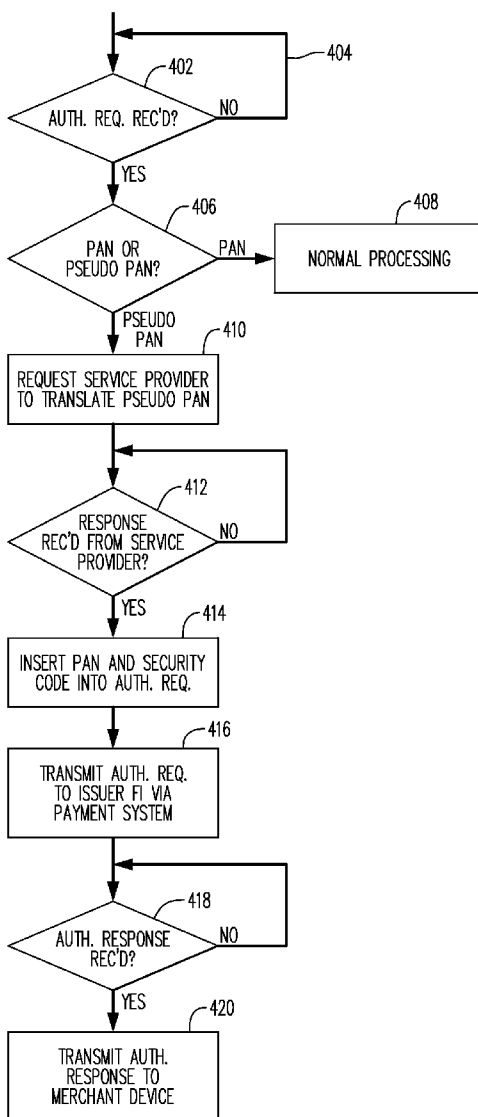 404
402
AUTH. REQ. REC'D?
NO
YES
406
PAN OR
PSEUDO PAN?
PAN
408
NORMAL PROCESSING
PSEUDO
PAN
410
REQUEST SERVICE PROVIDER
TO TRANSLATE PSEUDO PAN
412
RESPONSE
REC'D FROM SERVICE
PROVIDER?
NO
YES
414
INSERT PAN AND SECURITY
CODE INTO AUTH. REQ.
416
TRANSMIT AUTH. REQ.
TO ISSUER FI VIA
PAYMENT SYSTEM
418
AUTH. RESPONSE
REC'D?
NO
YES
420
TRANSMIT AUTH.
RESPONSE TO
MERCHANT DEVICE